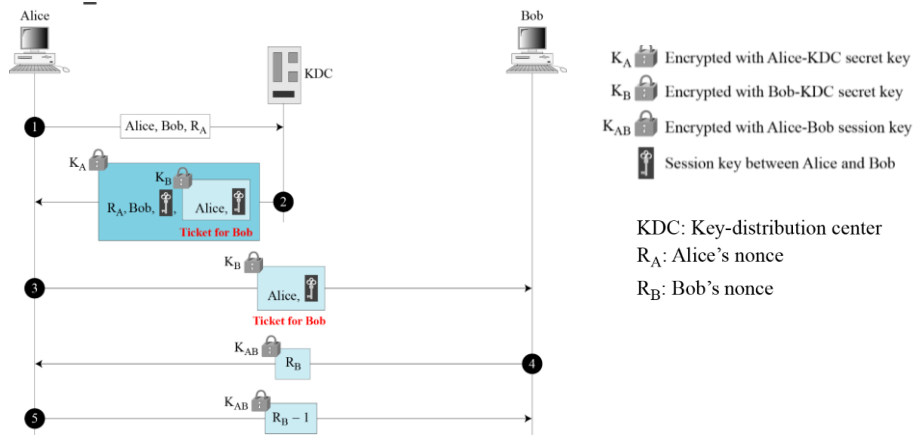 Alice
Bob
KDC
1
Alice, Bob, R_A
K_A
K_B
R_A, Bob, , Alice,
2
Ticket for Bob
K_B
3
Alice,
Ticket for Bob
K_AB
R_B
4
K_AB
5
R_B − 1
K_A Encrypted with Alice-KDC secret key
K_B Encrypted with Bob-KDC secret key
K_AB Encrypted with Alice-Bob session key
Session key between Alice and Bob
KDC: Key-distribution center
R_A: Alice's nonce
R_B: Bob's nonce